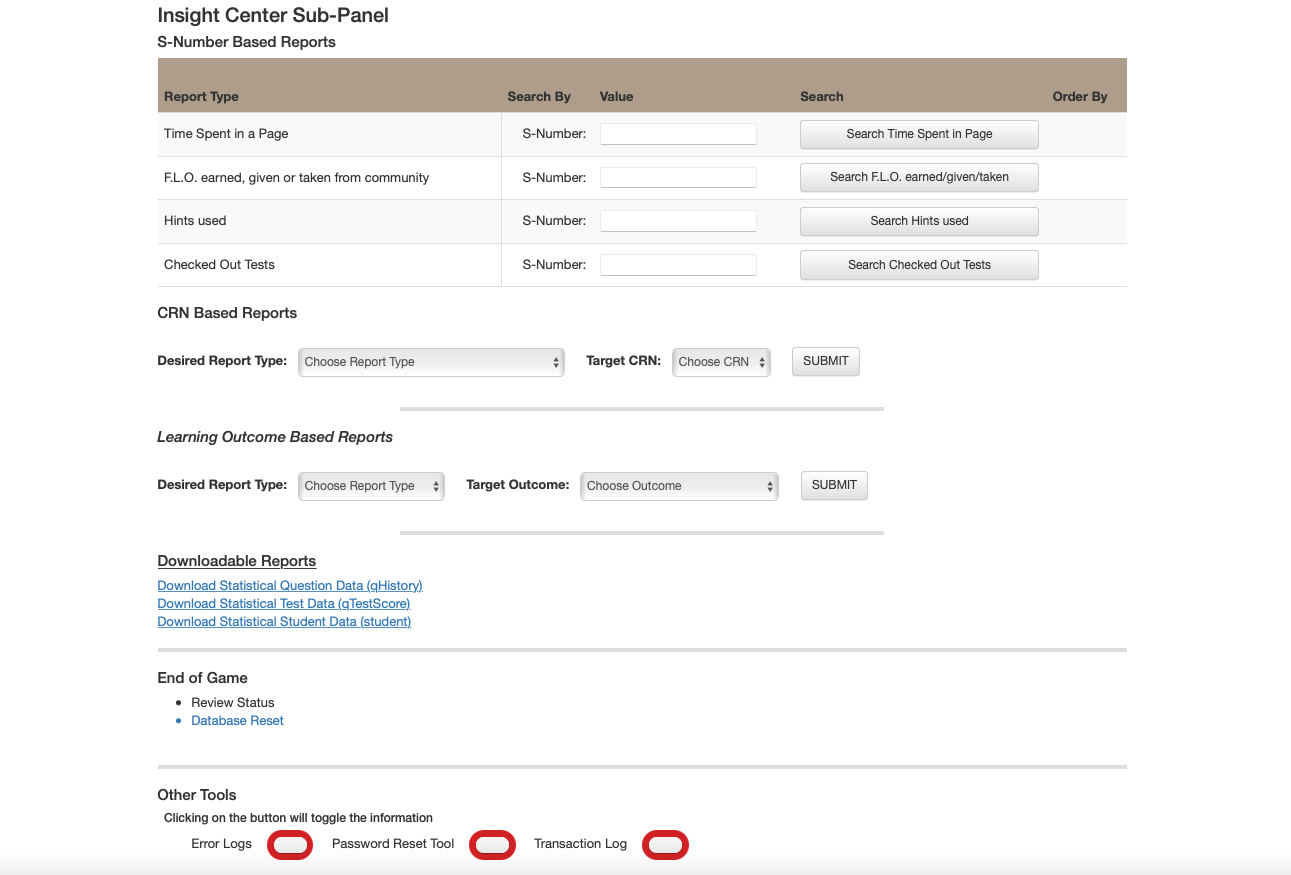 Insight Center Sub-Panel
S-Number Based Reports
Report Type Search By Value Search Order By
Time Spent in a Page S-Number: Search Time Spent in Page
F.L.O. earned, given or taken from community S-Number: Search F.L.O. earned/given/taken
Hints used S-Number: Search Hints used
Checked Out Tests S-Number: Search Checked Out Tests
CRN Based Reports
Desired Report Type: Choose Report Type Target CRN: Choose CRN SUBMIT
Learning Outcome Based Reports
Desired Report Type: Choose Report Type Target Outcome: Choose Outcome SUBMIT
Downloadable Reports
Download Statistical Question Data (qHistory)
Download Statistical Test Data (qTestScore)
Download Statistical Student Data (student)
End of Game
• Review Status
• Database Reset
Other Tools
Clicking on the button will toggle the information
Error Logs Password Reset Tool Transaction Log